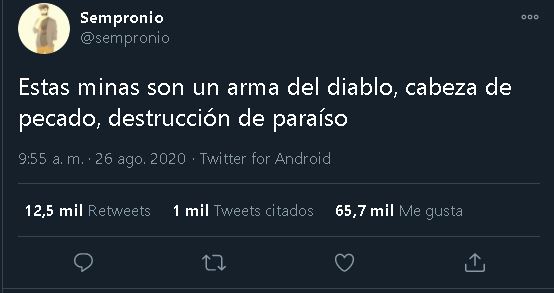 Sempronio
@sempronio
Estas minas son un arma del diablo, cabeza de
pecado, destrucción de paraíso
9:55 a. m. · 26 ago. 2020 · Twitter for Android
12,5 mil Retweets 1 mil Tweets citados 65,7 mil Me gusta